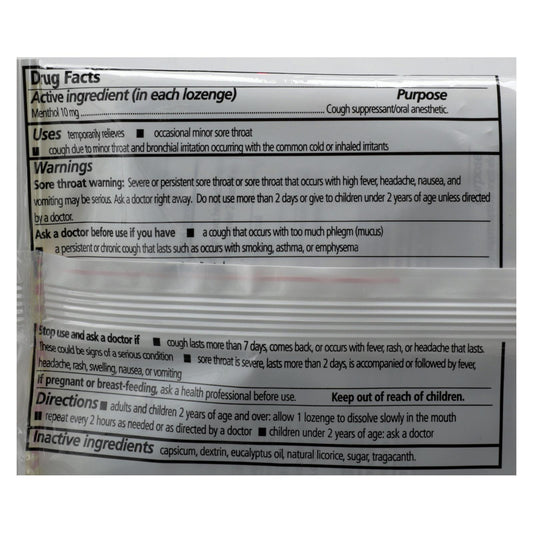 Drug Facts
Active ingredient (in each lozenge) Purpose
Menthol 10 mg ........ Cough suppressant/oral anesthetic.
Uses temporarily relieves ■ occasional minor sore throat
■ cough due to minor throat and bronchial irritation occurring with the common cold or inhaled irritants
Warnings
Sore throat warning: Severe or persistent sore throat or sore throat that occurs with high fever, headache, nausea, and
vomiting may be serious. Ask a doctor right away. Do not use more than 2 days or give to children under 2 years of age unless directed
by a doctor.
Ask a doctor before use if you have ■ a cough that occurs with too much phlegm (mucus)
■ a persistent or chronic cough that lasts such as occurs with smoking, asthma, or emphysema
Stop use and ask a doctor if ■ cough lasts more than 7 days, comes back, or occurs with fever, rash, or headache that lasts.
These could be signs of a serious condition ■ sore throat is severe, lasts more than 2 days, is accompanied or followed by fever,
headache, rash, swelling, nausea, or vomiting
if pregnant or breast-feeding, ask a health professional before use. Keep out of reach of children.
Directions ■ adults and children 2 years of age and over: allow 1 lozenge to dissolve slowly in the mouth
■ repeat every 2 hours as needed or as directed by a doctor ■ children under 2 years of age: ask a doctor
Inactive ingredients capsicum, dextrin, eucalyptus oil, natural licorice, sugar, tragacanth.